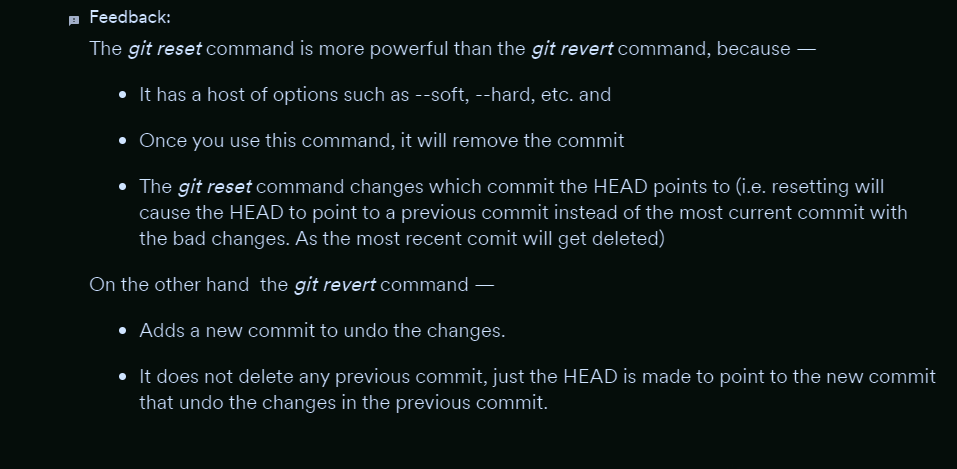 Feedback:
The git reset command is more powerful than the git revert command, because —
• It has a host of options such as --soft, --hard, etc. and
• Once you use this command, it will remove the commit
• The git reset command changes which commit the HEAD points to (i.e. resetting will
cause the HEAD to point to a previous commit instead of the most current commit with
the bad changes. As the most recent comit will get deleted)
On the other hand  the git revert command —
• Adds a new commit to undo the changes.
• It does not delete any previous commit, just the HEAD is made to point to the new commit
that undo the changes in the previous commit.